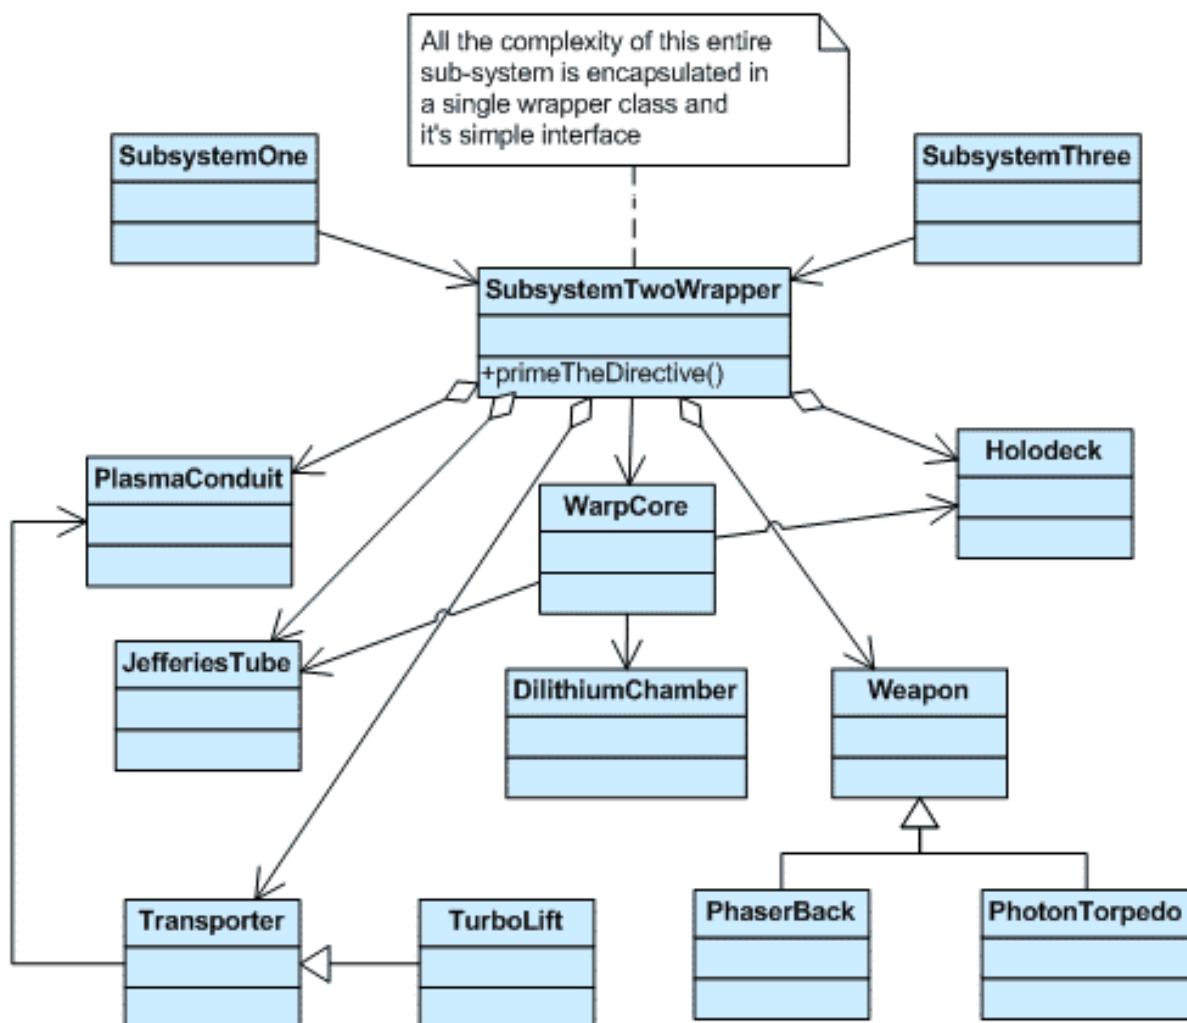 All the complexity of this entire
sub-system is encapsulated in
a single wrapper class and
it's simple interface
SubsystemOne
SubsystemThree
SubsystemTwoWrapper
+primeTheDirective()
PlasmaConduit
WarpCore
Holodeck
JefferiesTube
DilithiumChamber
Weapon
Transporter
TurboLift
PhaserBack
PhotonTorpedo